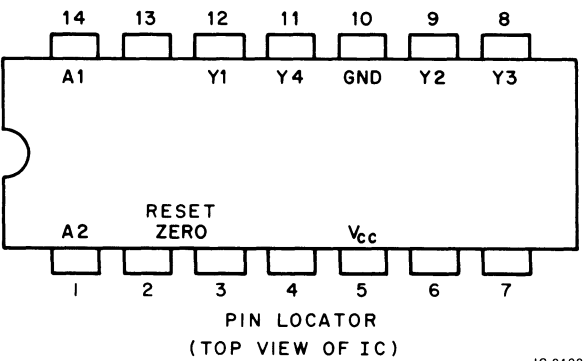 14 13 12 11 10 9 8
A1 Y1 Y4 GND Y2 Y3
RESET
A2 ZERO Vcc
1 2 3 4 5 6 7
PIN LOCATOR
(TOP VIEW OF IC)